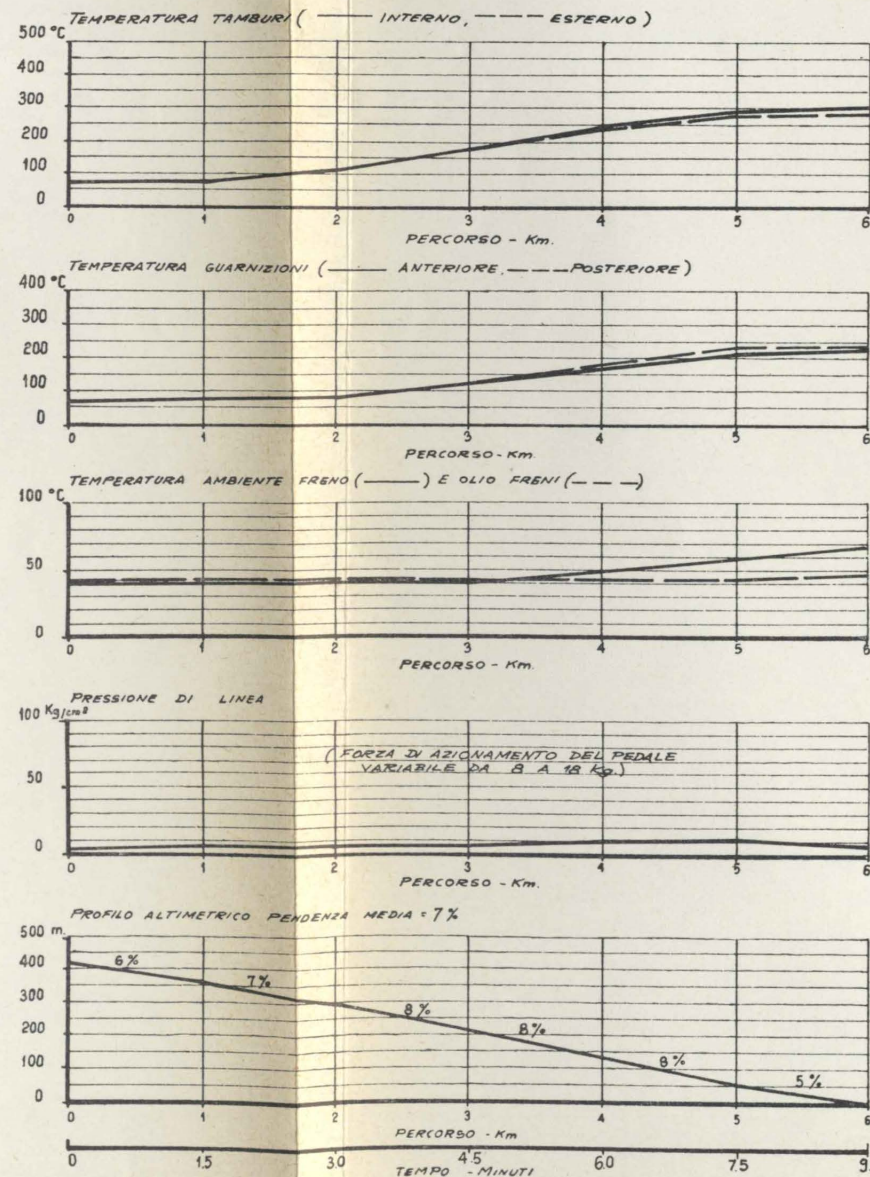 TEMPERATURA TAMBURI ( —— INTERNO, — — — ESTERNO )
500 °C
400
300
200
100
0
0 1 2 3 4 5 6
PERCORSO - Km.
TEMPERATURA GUARNIZIONI ( —— ANTERIORE, — — — POSTERIORE )
400 °C
300
200
100
0
0 1 2 3 4 5 6
PERCORSO - Km.
TEMPERATURA AMBIENTE FRENO ( —— ) E OLIO FRENI ( — — — )
100 °C
50
0
0 1 2 3 4 5 6
PERCORSO - Km.
PRESSIONE DI LINEA
100 Kg/cm2
( FORZA DI AZIONAMENTO DEL PEDALE
VARIABILE DA 8 A 18 Kg. )
50
0
0 1 2 3 4 5 6
PERCORSO - Km.
PROFILO ALTIMETRICO PENDENZA MEDIA = 7%
500 m.
400
300
200
100
0
6% 7% 8% 8% 8% 5%
0 1 2 3 4 5 6
PERCORSO - Km
0 1.5 3.0 4.5 6.0 7.5 9
TEMPO - MINUTI